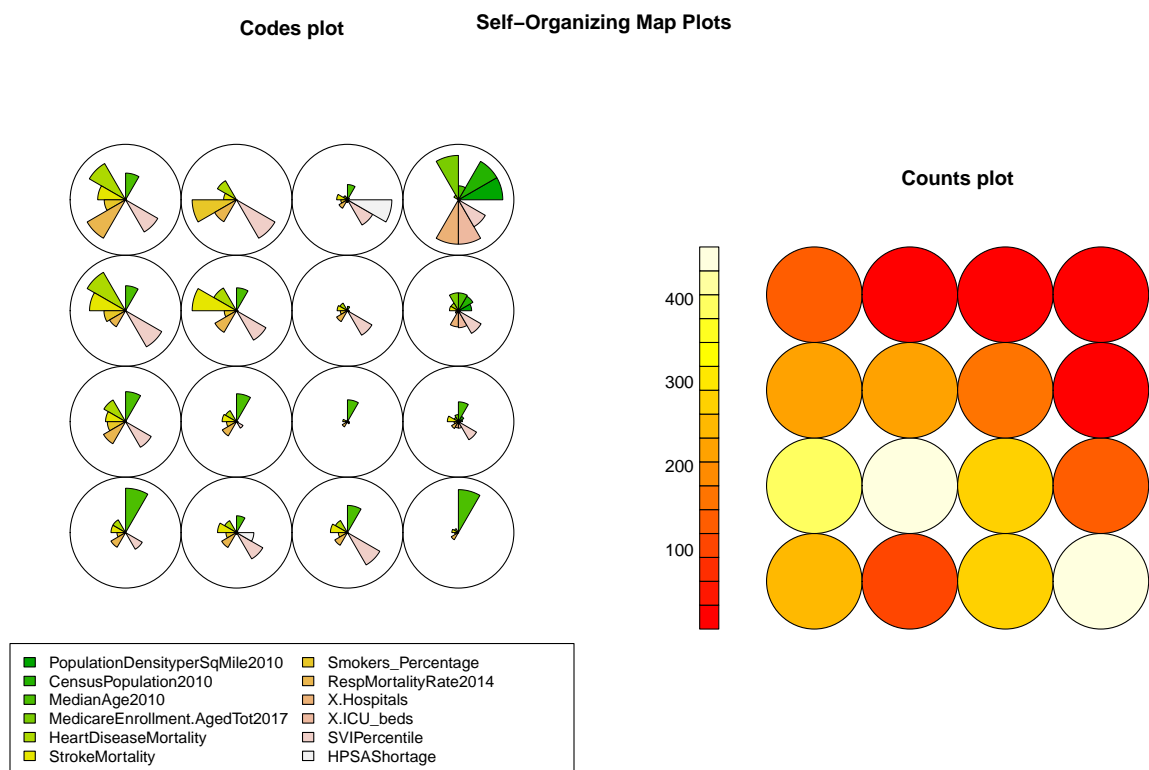 Self−Organizing Map Plots
Codes plot
Counts plot
400
300
200
100
PopulationDensityperSqMile2010
CensusPopulation2010
MedianAge2010
MedicareEnrollment.AgedTot2017
HeartDiseaseMortality
StrokeMortality
Smokers_Percentage
RespMortalityRate2014
X.Hospitals
X.ICU_beds
SVIPercentile
HPSAShortage